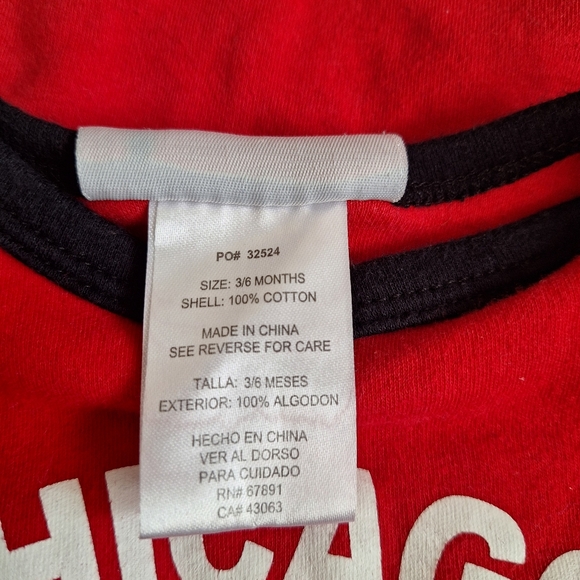 PO# 32524
SIZE: 3/6 MONTHS
SHELL: 100% COTTON
MADE IN CHINA
SEE REVERSE FOR CARE
TALLA: 3/6 MESES
EXTERIOR: 100% ALGODON
HECHO EN CHINA
VER AL DORSO
PARA CUIDADO
RN# 67891
CA# 43063
CHICAGO